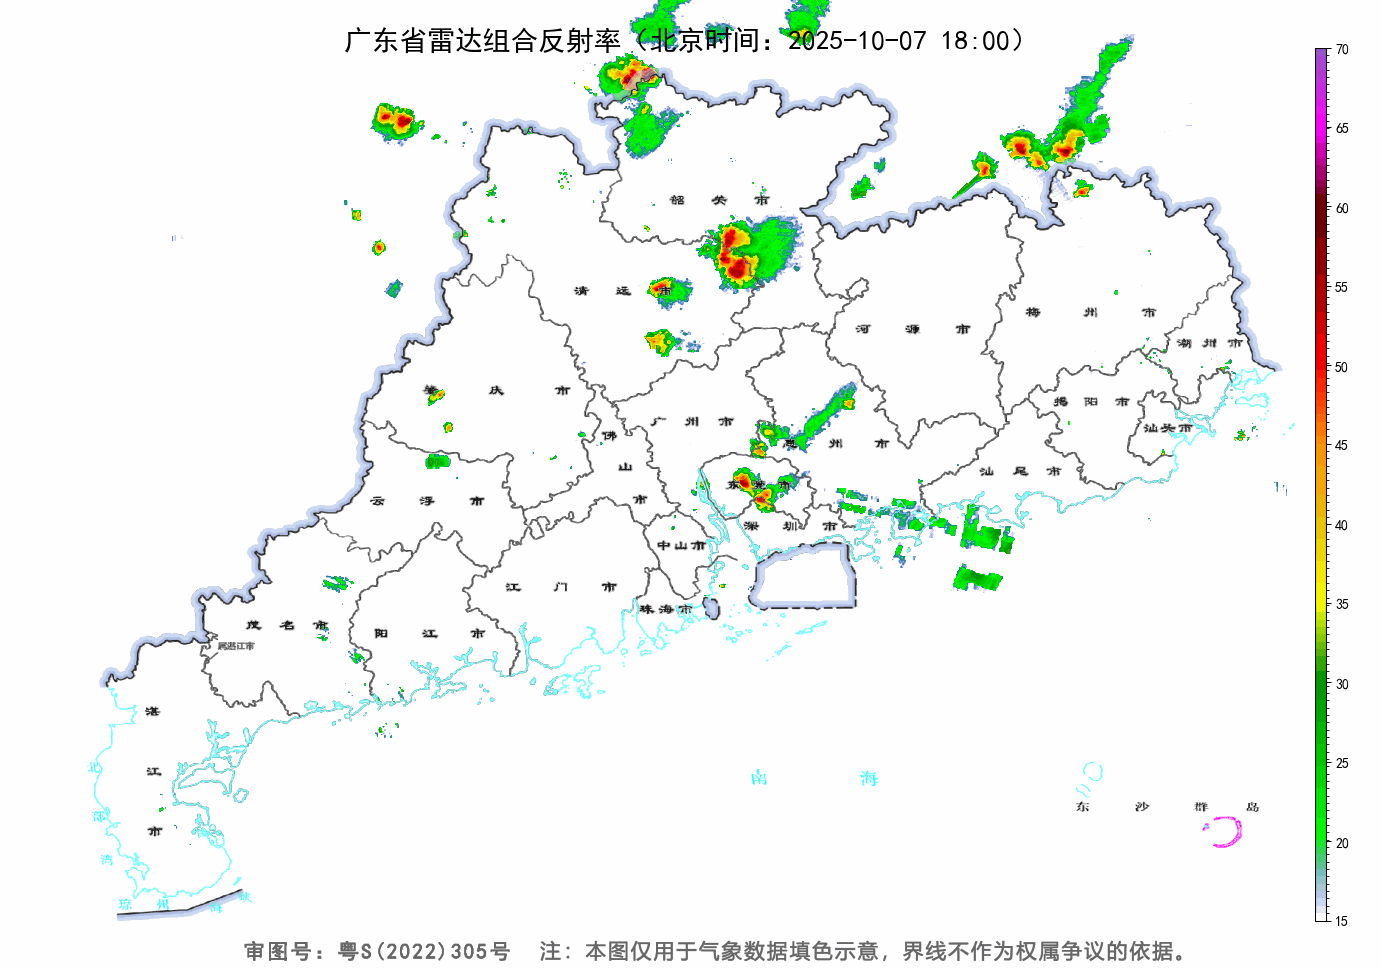 广东省雷达组合反射率（北京时间：2025-10-07 18:00）
70
65
60
55
50
45
40
35
30
25
20
15
韶关市
清远市
河源市
梅州市
潮州市
肇庆市
广州市
佛山市
惠州市
揭阳市
汕头市
汕尾市
云浮市
东莞市
深圳市
中山市
江门市
珠海市
茂名市
阳江市
属湛江市
湛江市
北部湾
琼州海峡
南海
东沙群岛
审图号：粤S(2022)305号 注：本图仅用于气象数据填色示意，界线不作为权属争议的依据。